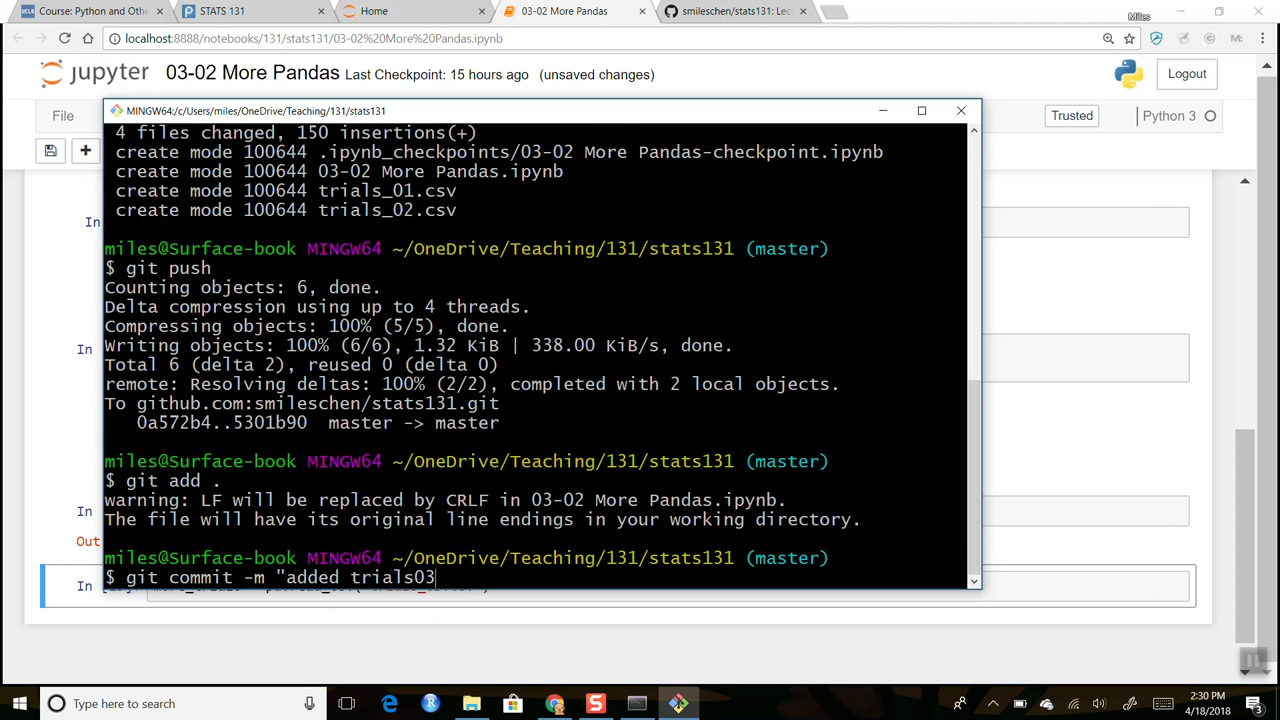 Course: Python and Othe
STATS 131
Home
03-02 More Pandas
smileschen/stats131: Lec
Miles
localhost:8888/notebooks/131/stats131/03-02%20More%20Pandas.ipynb
M:
jupyter 03-02 More Pandas Last Checkpoint: 15 hours ago (unsaved changes)
Logout
File
Trusted
Python 3
MINGW64:/c/Users/miles/OneDrive/Teaching/131/stats131
4 files changed, 150 insertions(+)
create mode 100644 .ipynb_checkpoints/03-02 More Pandas-checkpoint.ipynb
create mode 100644 03-02 More Pandas.ipynb
create mode 100644 trials_01.csv
create mode 100644 trials_02.csv
In
miles@Surface-book MINGW64 ~/OneDrive/Teaching/131/stats131 (master)
$ git push
Counting objects: 6, done.
Delta compression using up to 4 threads.
Compressing objects: 100% (5/5), done.
Writing objects: 100% (6/6), 1.32 KiB | 338.00 KiB/s, done.
In
Total 6 (delta 2), reused 0 (delta 0)
remote: Resolving deltas: 100% (2/2), completed with 2 local objects.
To github.com:smileschen/stats131.git
0a572b4..5301b90 master -> master
miles@Surface-book MINGW64 ~/OneDrive/Teaching/131/stats131 (master)
$ git add .
warning: LF will be replaced by CRLF in 03-02 More Pandas.ipynb.
In
The file will have its original line endings in your working directory.
Out
miles@Surface-book MINGW64 ~/OneDrive/Teaching/131/stats131 (master)
$ git commit -m "added trials03
In
Type here to search
2:30 PM
4/18/2018
3